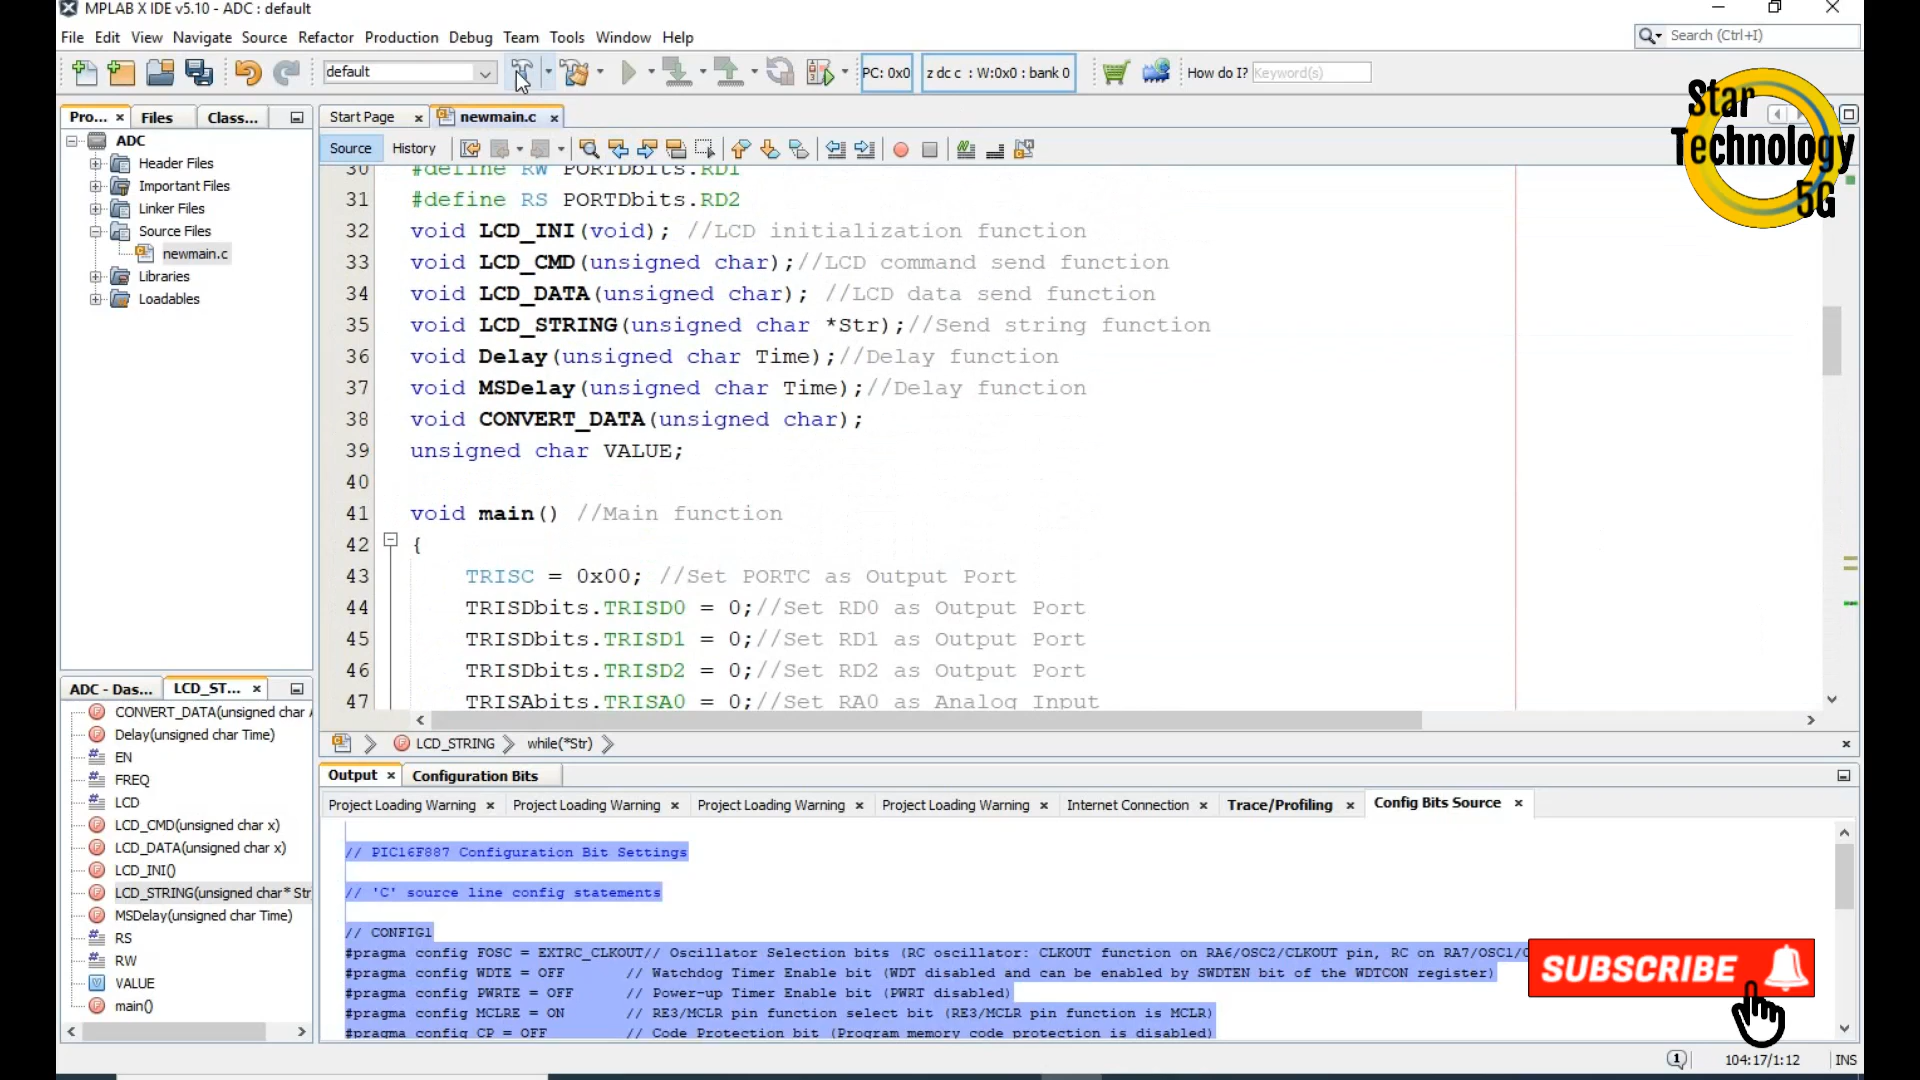 MPLAB X IDE v5.10 - ADC : default
File Edit View Navigate Source Refactor Production Debug Team Tools Window Help
Search (Ctrl+I)
default
PC: 0x0
z dc c : W:0x0 : bank 0
How do I? Keyword(s)
Star
Technology
5G
Pro... Files Class...
Start Page newmain.c
Source History
ADC
Header Files
Important Files
Linker Files
Source Files
newmain.c
Libraries
Loadables
30 #define RW PORTDbits.RD1
31 #define RS PORTDbits.RD2
32 void LCD_INI(void); //LCD initialization function
33 void LCD_CMD(unsigned char);//LCD command send function
34 void LCD_DATA(unsigned char); //LCD data send function
35 void LCD_STRING(unsigned char *Str);//Send string function
36 void Delay(unsigned char Time);//Delay function
37 void MSDelay(unsigned char Time);//Delay function
38 void CONVERT_DATA(unsigned char);
39 unsigned char VALUE;
40
41 void main() //Main function
42 {
43 TRISC = 0x00; //Set PORTC as Output Port
44 TRISDbits.TRISD0 = 0;//Set RD0 as Output Port
45 TRISDbits.TRISD1 = 0;//Set RD1 as Output Port
46 TRISDbits.TRISD2 = 0;//Set RD2 as Output Port
47 TRISAbits.TRISA0 = 0;//Set RA0 as Analog Input
LCD_STRING while(*Str)
ADC - Das... LCD_ST...
CONVERT_DATA(unsigned char
Delay(unsigned char Time)
EN
FREQ
LCD
LCD_CMD(unsigned char x)
LCD_DATA(unsigned char x)
LCD_INI()
LCD_STRING(unsigned char* Str
MSDelay(unsigned char Time)
RS
RW
VALUE
main()
Output Configuration Bits
Project Loading Warning Project Loading Warning Project Loading Warning Project Loading Warning Internet Connection Trace/Profiling Config Bits Source
// PIC16F887 Configuration Bit Settings
// 'C' source line config statements
// CONFIG1
#pragma config FOSC = EXTRC_CLKOUT// Oscillator Selection bits (RC oscillator: CLKOUT function on RA6/OSC2/CLKOUT pin, RC on RA7/OSC1/C
#pragma config WDTE = OFF // Watchdog Timer Enable bit (WDT disabled and can be enabled by SWDTEN bit of the WDTCON register)
#pragma config PWRTE = OFF // Power-up Timer Enable bit (PWRT disabled)
#pragma config MCLRE = ON // RE3/MCLR pin function select bit (RE3/MCLR pin function is MCLR)
#pragma config CP = OFF // Code Protection bit (Program memory code protection is disabled)
SUBSCRIBE
1 104:17/1:12 INS